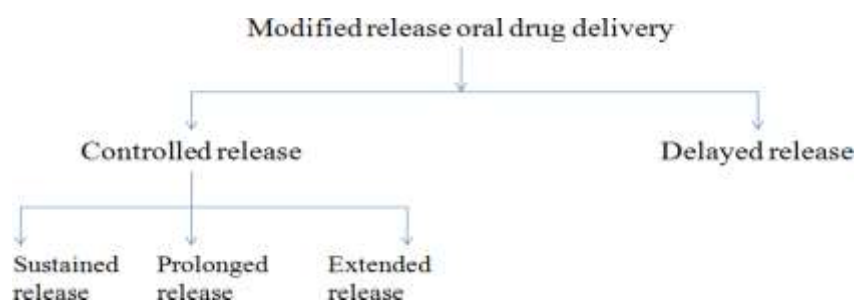 Modified release oral drug delivery
Controlled release
Delayed release
Sustained
release
Prolonged
release
Extended
release